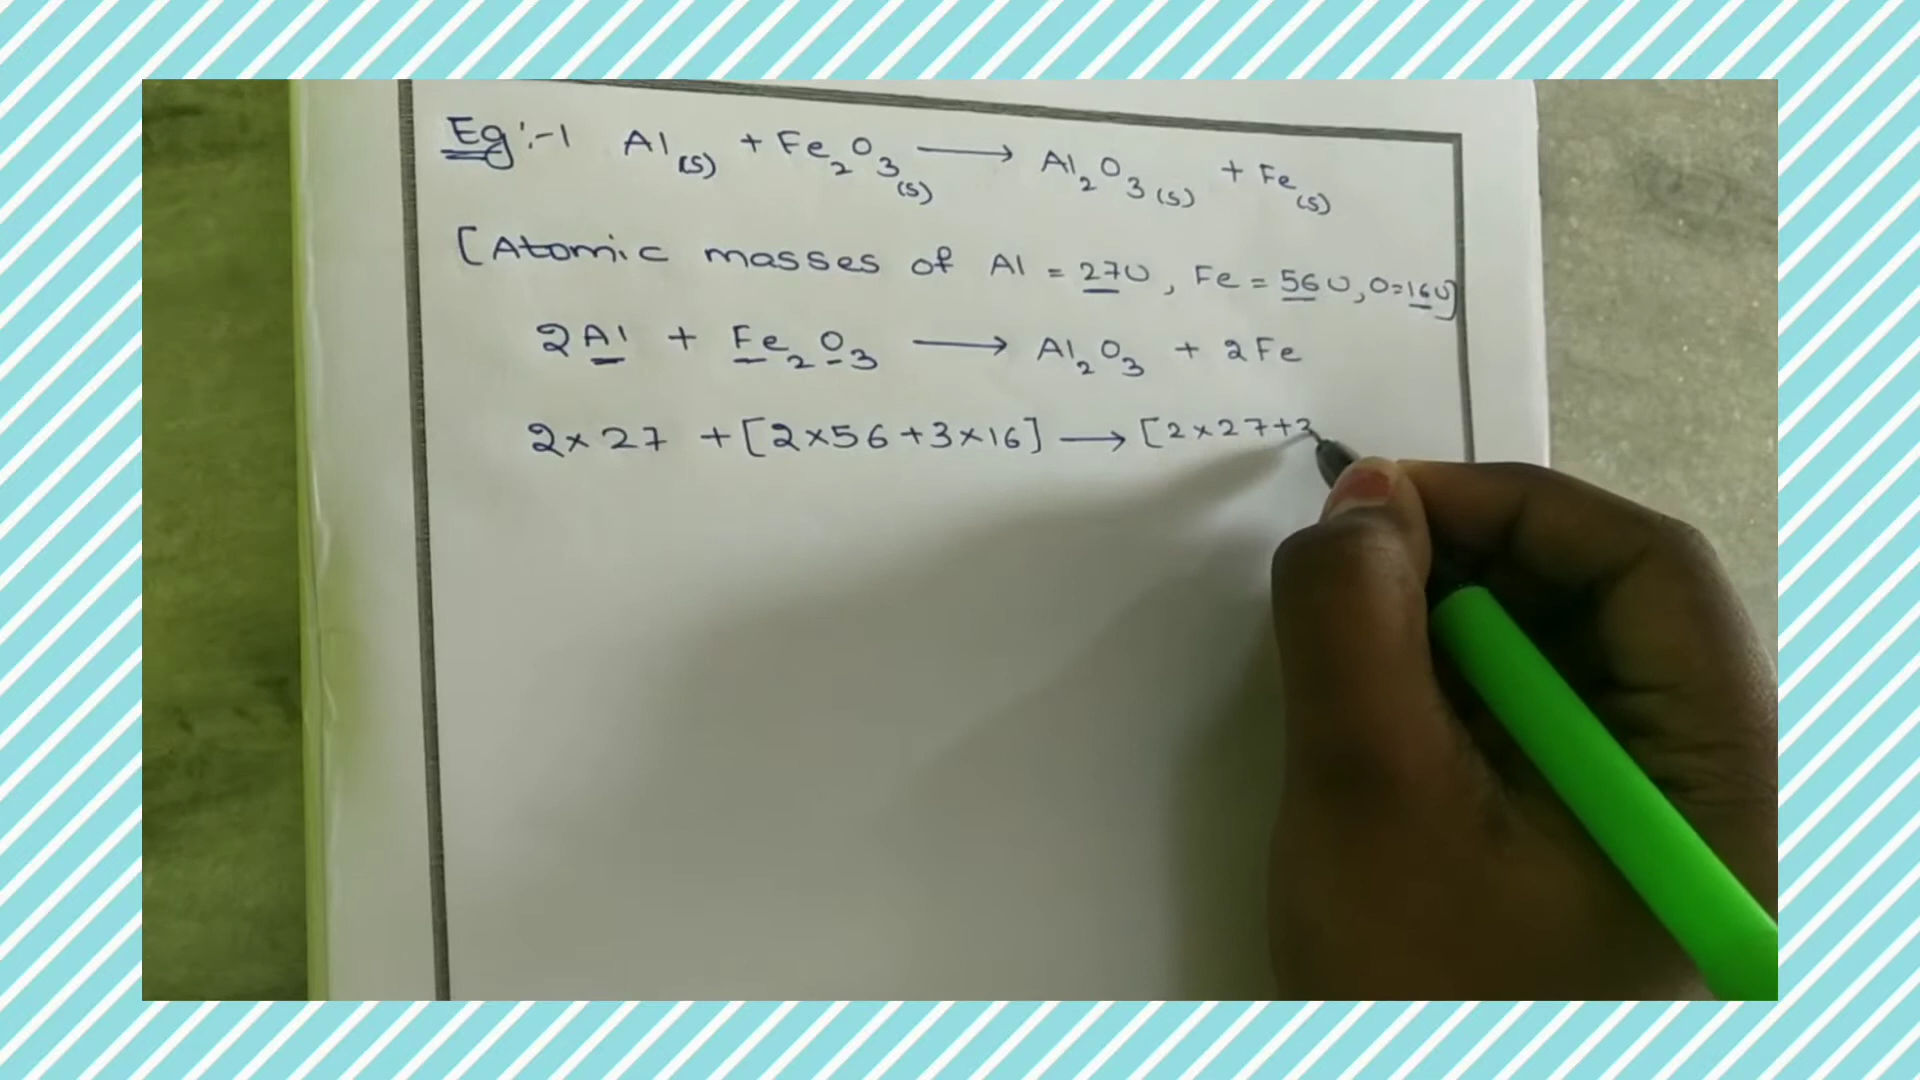 Eg:-1 Al(s) + Fe2O3(s) ⟶ Al2O3(s) + Fe(s)
[Atomic masses of Al = 27U, Fe = 56U, O=16U]
2Al + Fe2O3 ⟶ Al2O3 + 2Fe
2×27 + [2×56+3×16] ⟶ [2×27+3